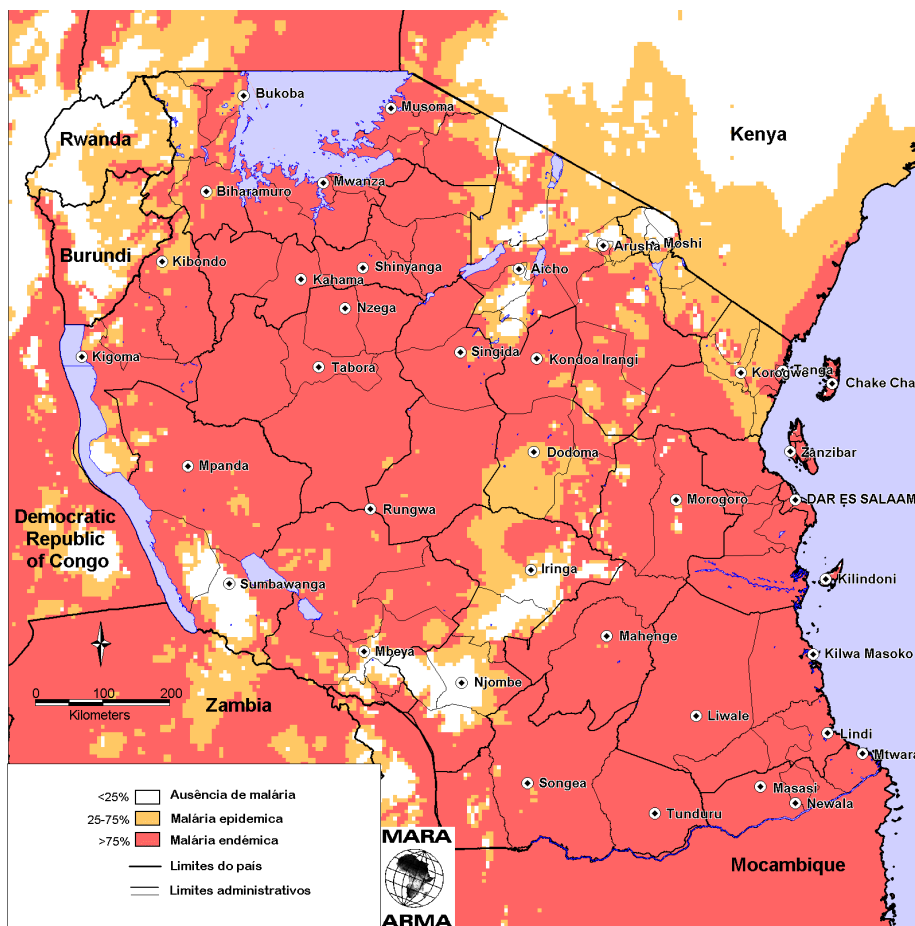 Bukoba
Musoma
Rwanda
Kenya
Biharamuro
Mwanza
Burundi
Kibondo
Shinyanga
Kahama
Aicho
Arusha
Moshi
Nzega
Kigoma
Tabora
Singida
Kondoa Irangi
Korogwe
Tanga
Chake Cha
Mpanda
Dodoma
Zanzibar
Rungwa
Morogoro
DAR ES SALAAM
Democratic
Republic
of Congo
Sumbawanga
Iringa
Kilindoni
Mbeya
Mahenge
Kilwa Masoko
Njombe
0 100 200
Kilometers
Zambia
Liwale
Lindi
Mtwara
Songea
Masasi
Newala
Tunduru
Mocambique
<25% Ausência de malária
25-75% Malária epidemica
>75% Malária endémica
Limites do país
Limites administrativos
MARA
ARMA